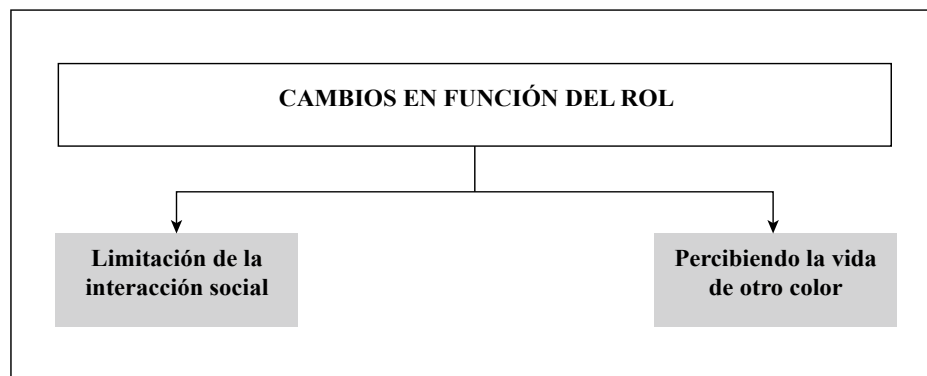 CAMBIOS EN FUNCIÓN DEL ROL
Limitación de la
interacción social
Percibiendo la vida
de otro color